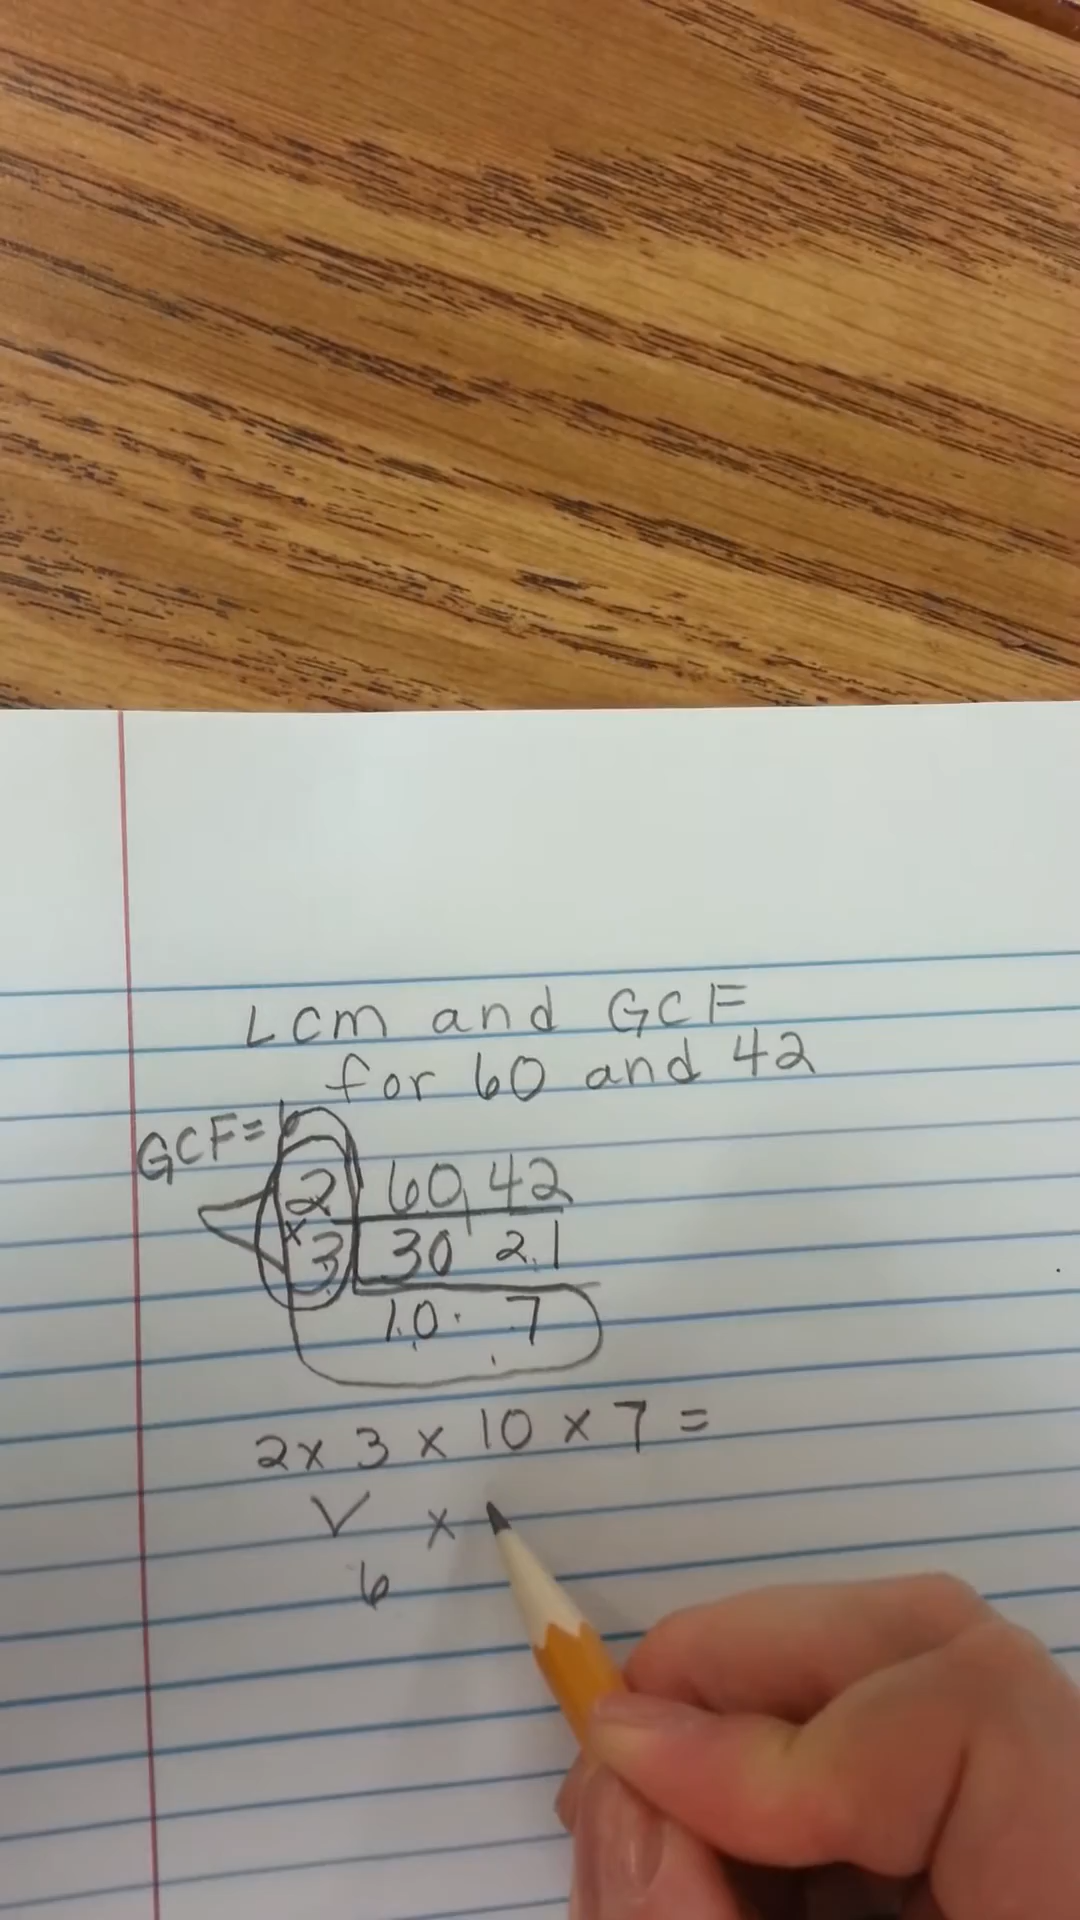 LCM and GCF
for 60 and 42
GCF=6
2 60, 42
×3 30 21
10 7
2 × 3 × 10 × 7 =
×
6